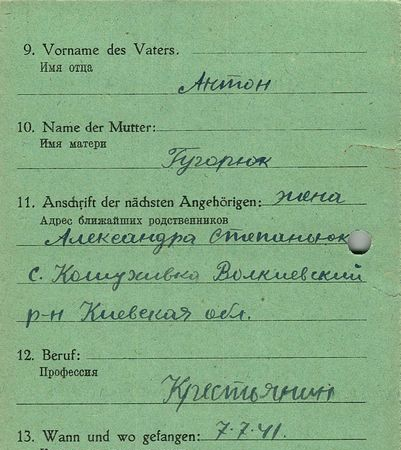 9. Vorname des Vaters.
Имя отца
Антон
10. Name der Mutter:
Имя матери
Гугорюк
11. Anschrift der nächsten Angehörigen: жена
Адрес ближайших родственников
Александра Степанюк
с. Кошуживка Волкиевский
р-н Киевская обл.
12. Beruf:
Профессия
Крестьянин
13. Wann und wo gefangen: 7.7.41.